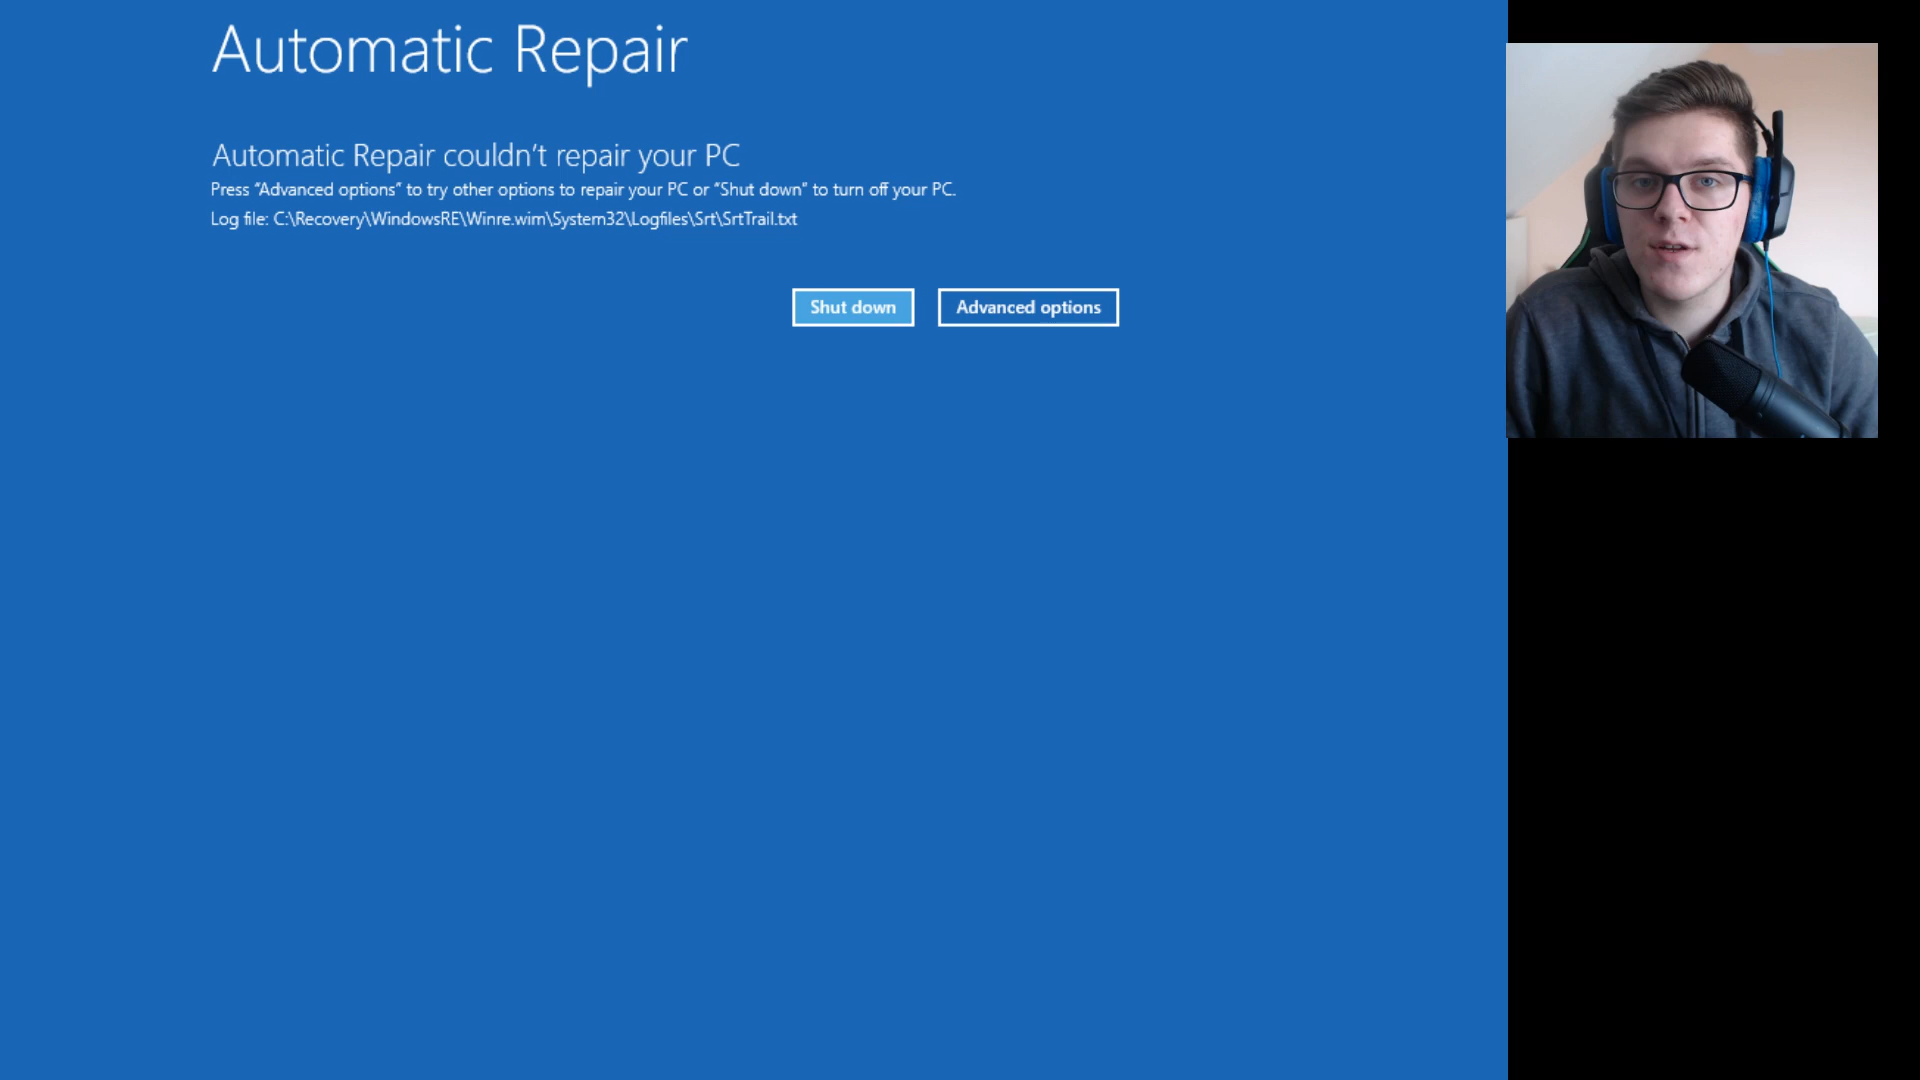 Automatic Repair
Automatic Repair couldn't repair your PC
Press “Advanced options” to try other options to repair your PC or “Shut down” to turn off your PC.
Log file: C:\Recovery\WindowsRE\Winre.wim\System32\Logfiles\Srt\SrtTrail.txt
Shut down
Advanced options